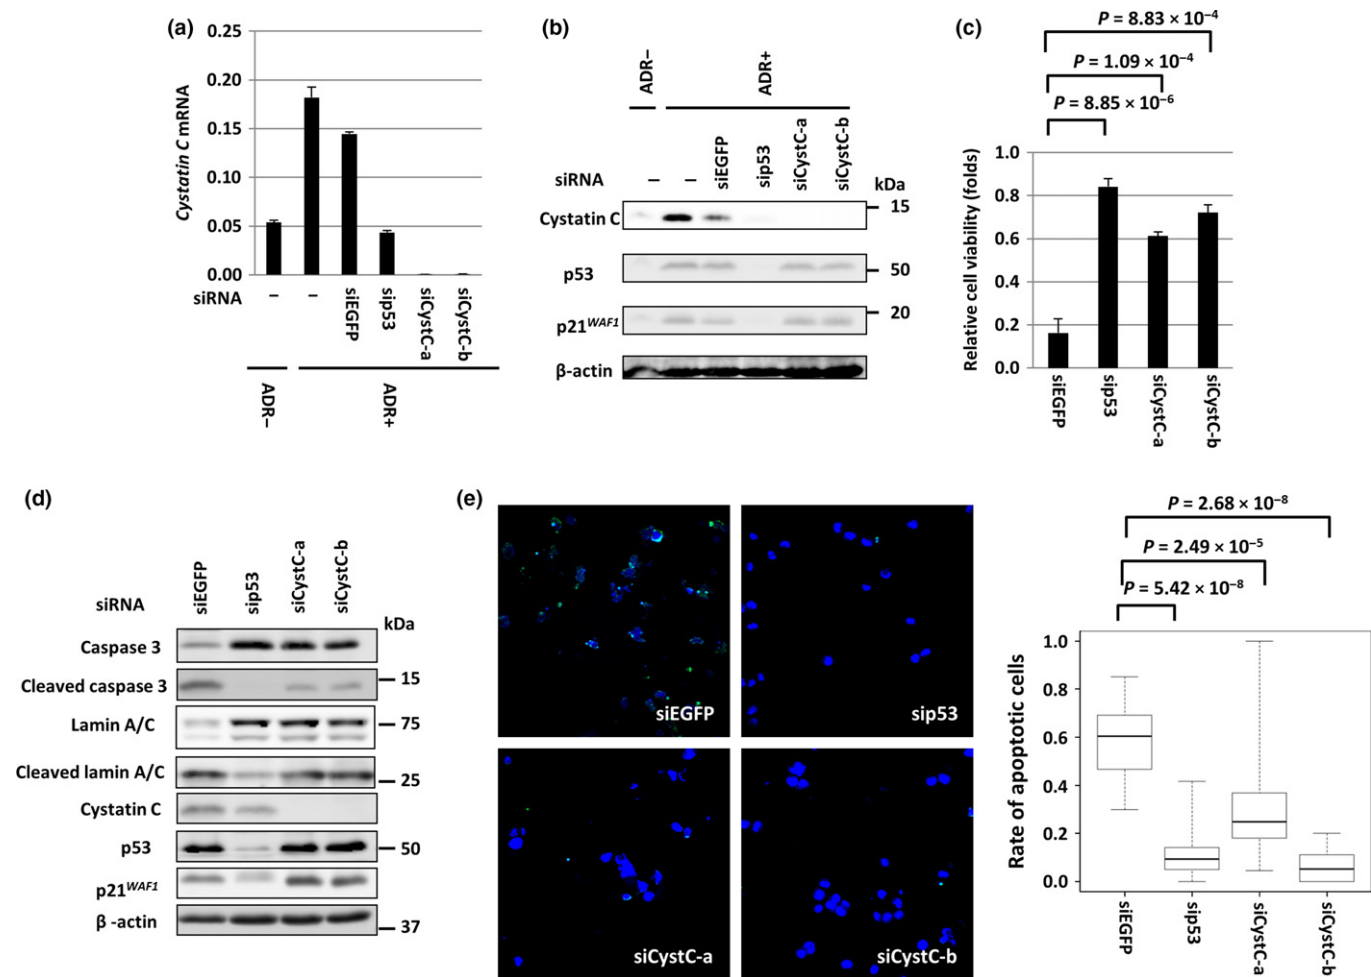 (a)
0.25
0.20
0.15
0.10
0.05
0.00
Cystatin C mRNA
siRNA
–
–
siEGFP
sip53
siCystC-a
siCystC-b
ADR–
ADR+
(b)
ADR–
ADR+
siRNA
–
–
siEGFP
sip53
siCystC-a
siCystC-b
kDa
Cystatin C
15
p53
50
p21WAF1
20
β-actin
(c)
P = 8.83 × 10–4
P = 1.09 × 10–4
P = 8.85 × 10–6
Relative cell viability (folds)
1.0
0.8
0.6
0.4
0.2
0.0
siEGFP
sip53
siCystC-a
siCystC-b
(d)
siRNA
siEGFP
sip53
siCystC-a
siCystC-b
kDa
Caspase 3
Cleaved caspase 3
15
Lamin A/C
75
Cleaved lamin A/C
25
Cystatin C
p53
50
p21WAF1
β -actin
37
(e)
siEGFP
sip53
siCystC-a
siCystC-b
P = 2.68 × 10–8
P = 2.49 × 10–5
P = 5.42 × 10–8
Rate of apoptotic cells
1.0
0.8
0.6
0.4
0.2
0.0
siEGFP
sip53
siCystC-a
siCystC-b